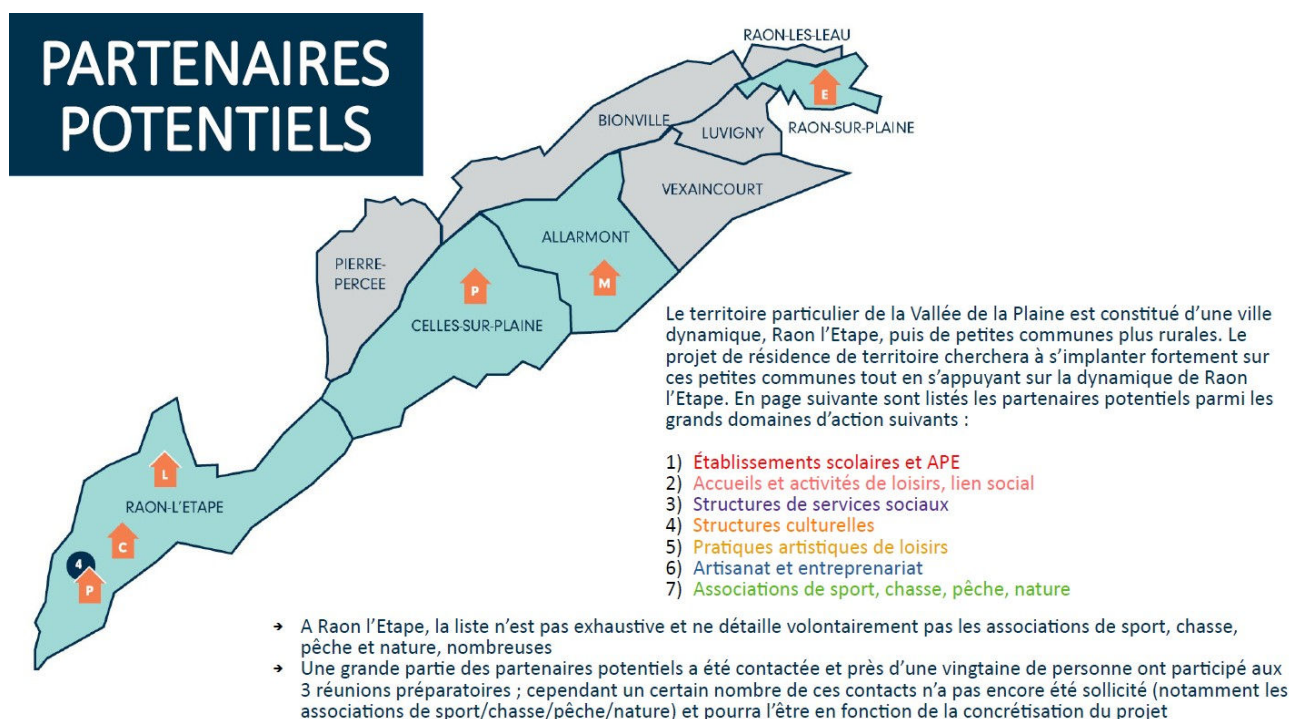 PARTENAIRES
POTENTIELS
RAON-LES-LEAU
E
RAON-SUR-PLAINE
BIONVILLE
LUVIGNY
VEXAINCOURT
ALLARMONT
M
PIERRE-
PERCEE
P
CELLES-SUR-PLAINE
L
RAON-L'ETAPE
C
4
P
Le territoire particulier de la Vallée de la Plaine est constitué d'une ville
dynamique, Raon l'Etape, puis de petites communes plus rurales. Le
projet de résidence de territoire cherchera à s'implanter fortement sur
ces petites communes tout en s'appuyant sur la dynamique de Raon
l'Etape. En page suivante sont listés les partenaires potentiels parmi les
grands domaines d'action suivants :
1) Établissements scolaires et APE
2) Accueils et activités de loisirs, lien social
3) Structures de services sociaux
4) Structures culturelles
5) Pratiques artistiques de loisirs
6) Artisanat et entreprenariat
7) Associations de sport, chasse, pêche, nature
→ A Raon l'Etape, la liste n'est pas exhaustive et ne détaille volontairement pas les associations de sport, chasse,
pêche et nature, nombreuses
→ Une grande partie des partenaires potentiels a été contactée et près d'une vingtaine de personne ont participé aux
3 réunions préparatoires ; cependant un certain nombre de ces contacts n'a pas encore été sollicité (notamment les
associations de sport/chasse/pêche/nature) et pourra l'être en fonction de la concrétisation du projet